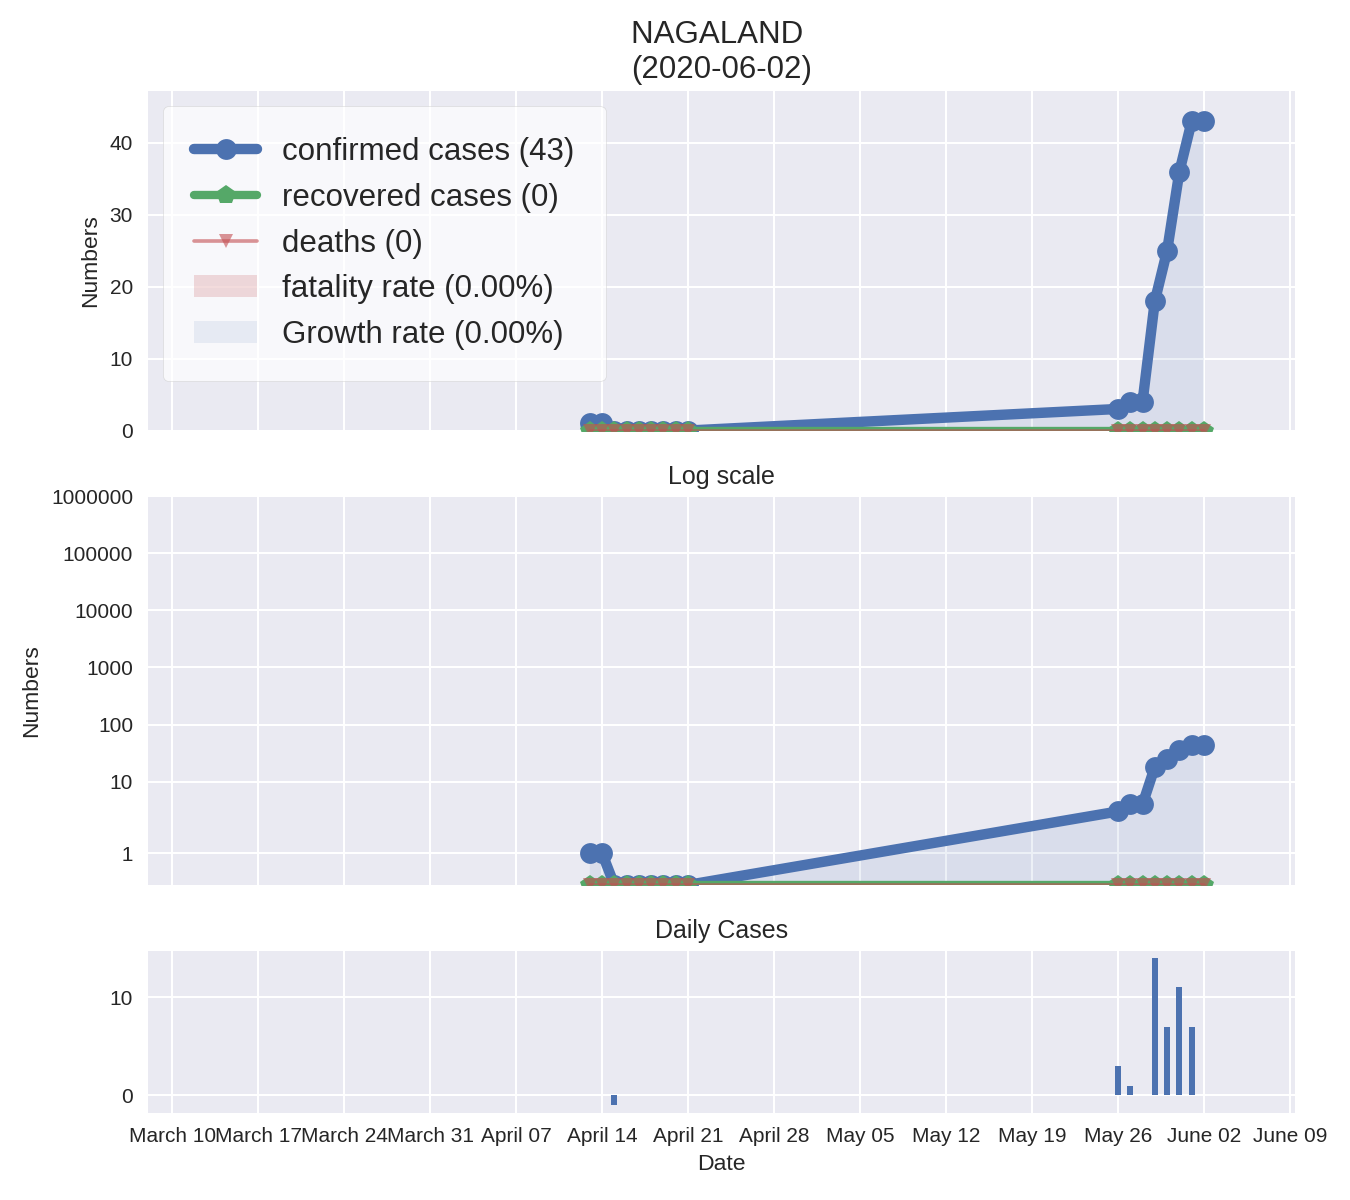 NAGALAND
(2020-06-02)
confirmed cases (43)
recovered cases (0)
deaths (0)
fatality rate (0.00%)
Growth rate (0.00%)
Numbers
40
30
20
10
0
Log scale
Numbers
1000000
100000
10000
1000
100
10
1
Daily Cases
10
0
March 10 March 17 March 24 March 31 April 07 April 14 April 21 April 28 May 05 May 12 May 19 May 26 June 02 June 09
Date